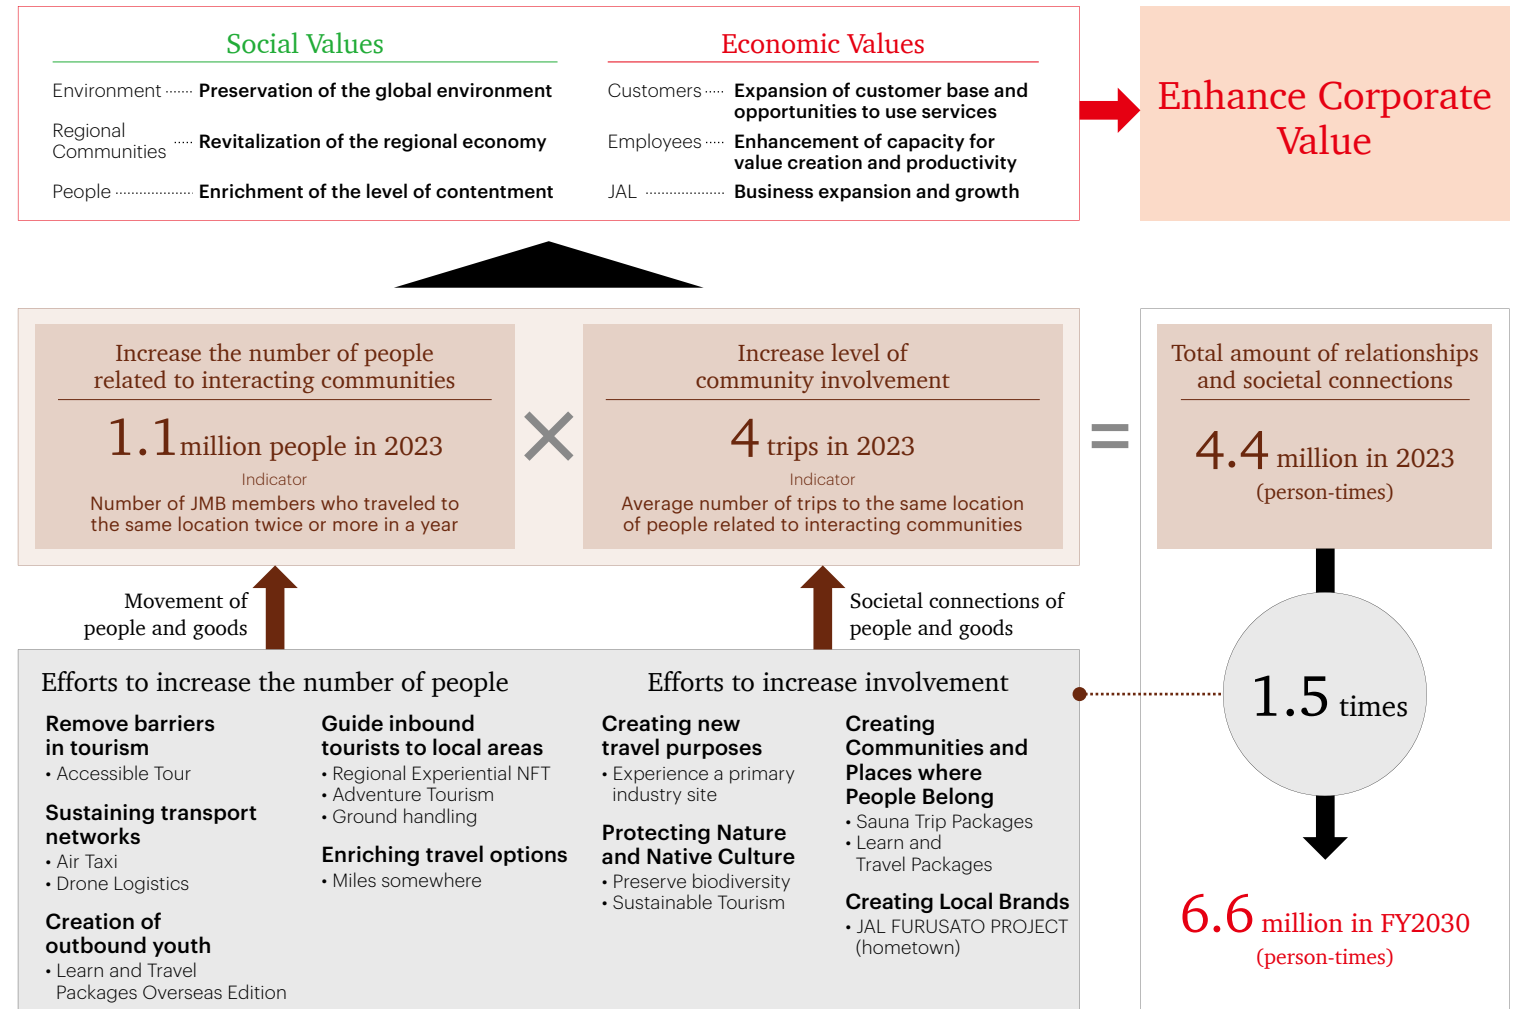 Social Values
Environment ······· Preservation of the global environment
Regional
Communities ····· Revitalization of the regional economy
People ···················· Enrichment of the level of contentment
Economic Values
Customers ····· Expansion of customer base and
opportunities to use services
Employees ····· Enhancement of capacity for
value creation and productivity
JAL ···················· Business expansion and growth
Enhance Corporate
Value
Increase the number of people
related to interacting communities
1.1 million people in 2023
Indicator
Number of JMB members who traveled to
the same location twice or more in a year
×
Increase level of
community involvement
4 trips in 2023
Indicator
Average number of trips to the same location
of people related to interacting communities
=
Total amount of relationships
and societal connections
4.4 million in 2023
(person-times)
Movement of
people and goods
Societal connections of
people and goods
Efforts to increase the number of people
Remove barriers
in tourism
• Accessible Tour
Sustaining transport
networks
• Air Taxi
• Drone Logistics
Creation of
outbound youth
• Learn and Travel
Packages Overseas Edition
Guide inbound
tourists to local areas
• Regional Experiential NFT
• Adventure Tourism
• Ground handling
Enriching travel options
• Miles somewhere
Efforts to increase involvement
Creating new
travel purposes
• Experience a primary
industry site
Protecting Nature
and Native Culture
• Preserve biodiversity
• Sustainable Tourism
Creating
Communities and
Places where
People Belong
• Sauna Trip Packages
• Learn and
Travel Packages
Creating Local Brands
• JAL FURUSATO PROJECT
(hometown)
1.5 times
6.6 million in FY2030
(person-times)